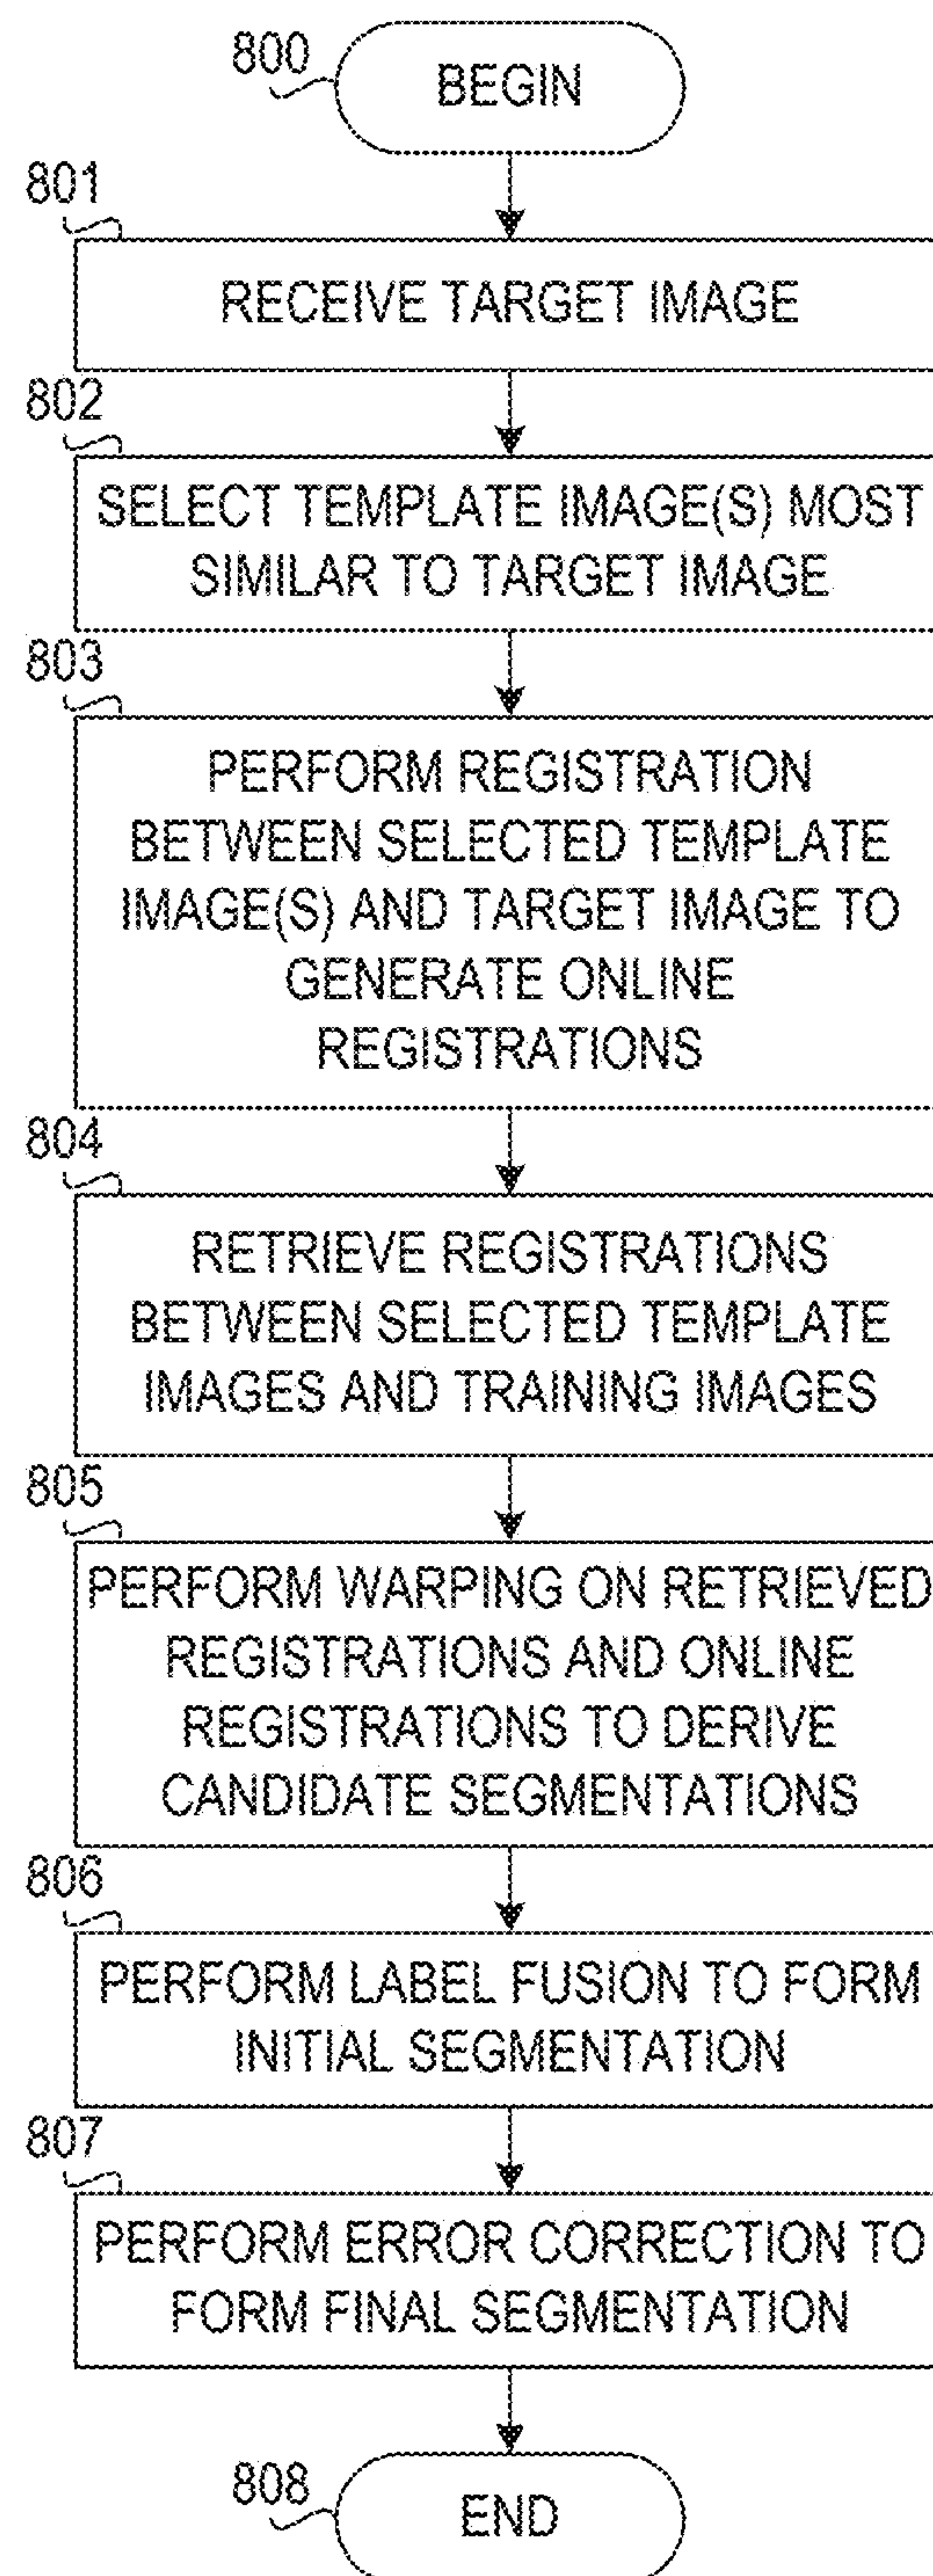 800
BEGIN
801
RECEIVE TARGET IMAGE
802
SELECT TEMPLATE IMAGE(S) MOST
SIMILAR TO TARGET IMAGE
803
PERFORM REGISTRATION
BETWEEN SELECTED TEMPLATE
IMAGE(S) AND TARGET IMAGE TO
GENERATE ONLINE
REGISTRATIONS
804
RETRIEVE REGISTRATIONS
BETWEEN SELECTED TEMPLATE
IMAGES AND TRAINING IMAGES
805
PERFORM WARPING ON RETRIEVED
REGISTRATIONS AND ONLINE
REGISTRATIONS TO DERIVE
CANDIDATE SEGMENTATIONS
806
PERFORM LABEL FUSION TO FORM
INITIAL SEGMENTATION
807
PERFORM ERROR CORRECTION TO
FORM FINAL SEGMENTATION
808
END